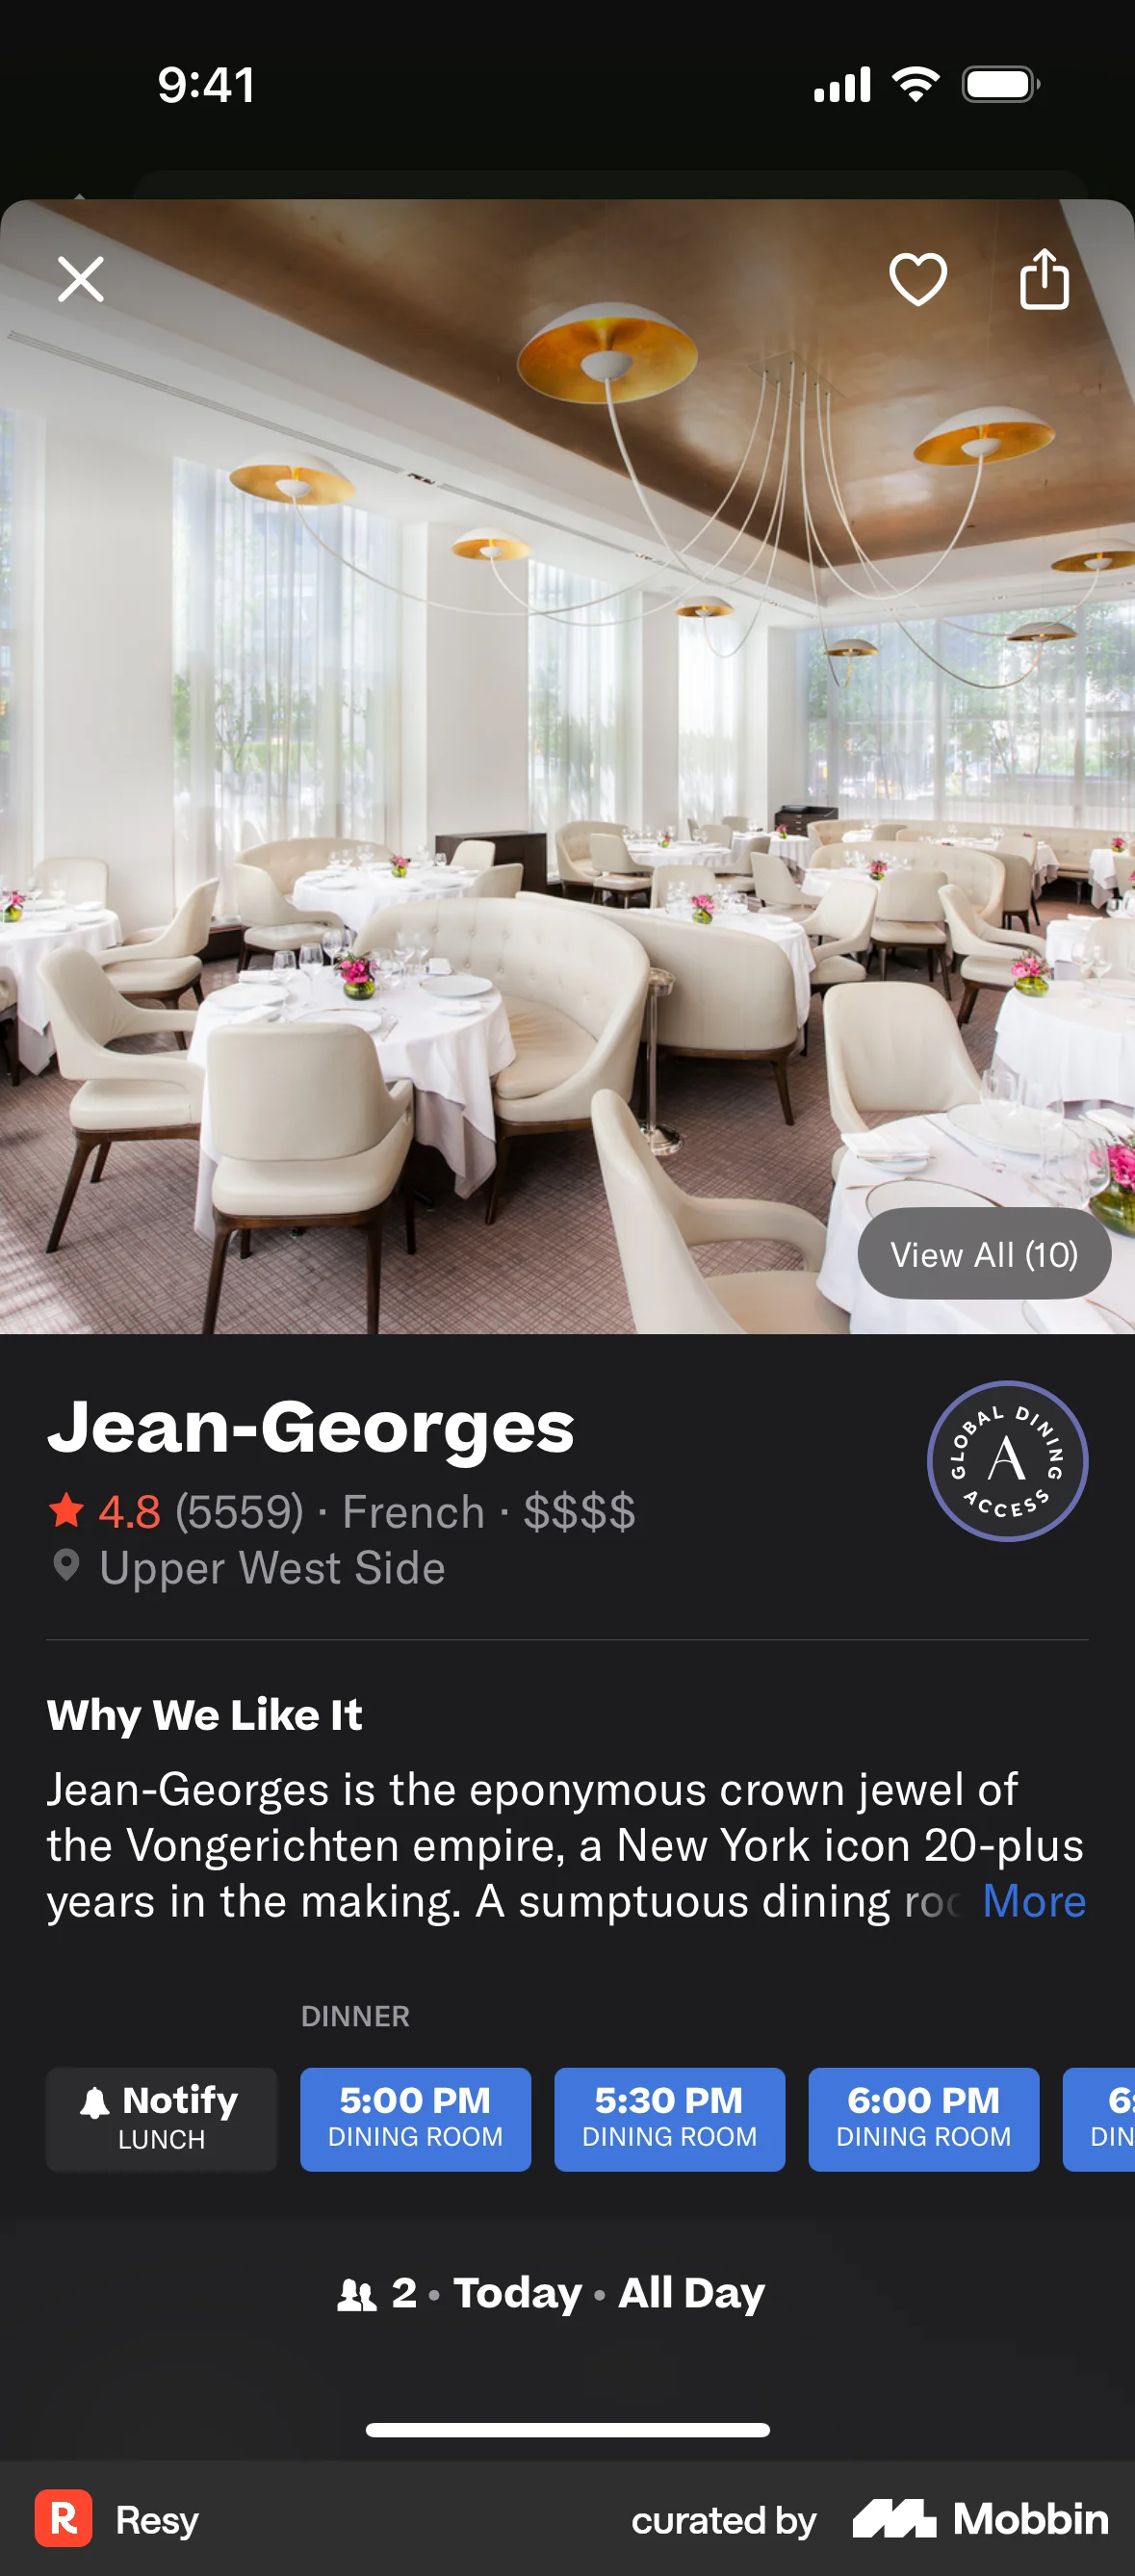 9:41
View All (10)
Jean-Georges
GLOBAL DINING ACCESS
A
4.8 (5559) · French · $$$$
Upper West Side
Why We Like It
Jean-Georges is the eponymous crown jewel of
the Vongerichten empire, a New York icon 20-plus
years in the making. A sumptuous dining More
DINNER
Notify
LUNCH
5:00 PM
DINING ROOM
5:30 PM
DINING ROOM
6:00 PM
DINING ROOM
2 • Today • All Day
R Resy
curated by Mobbin